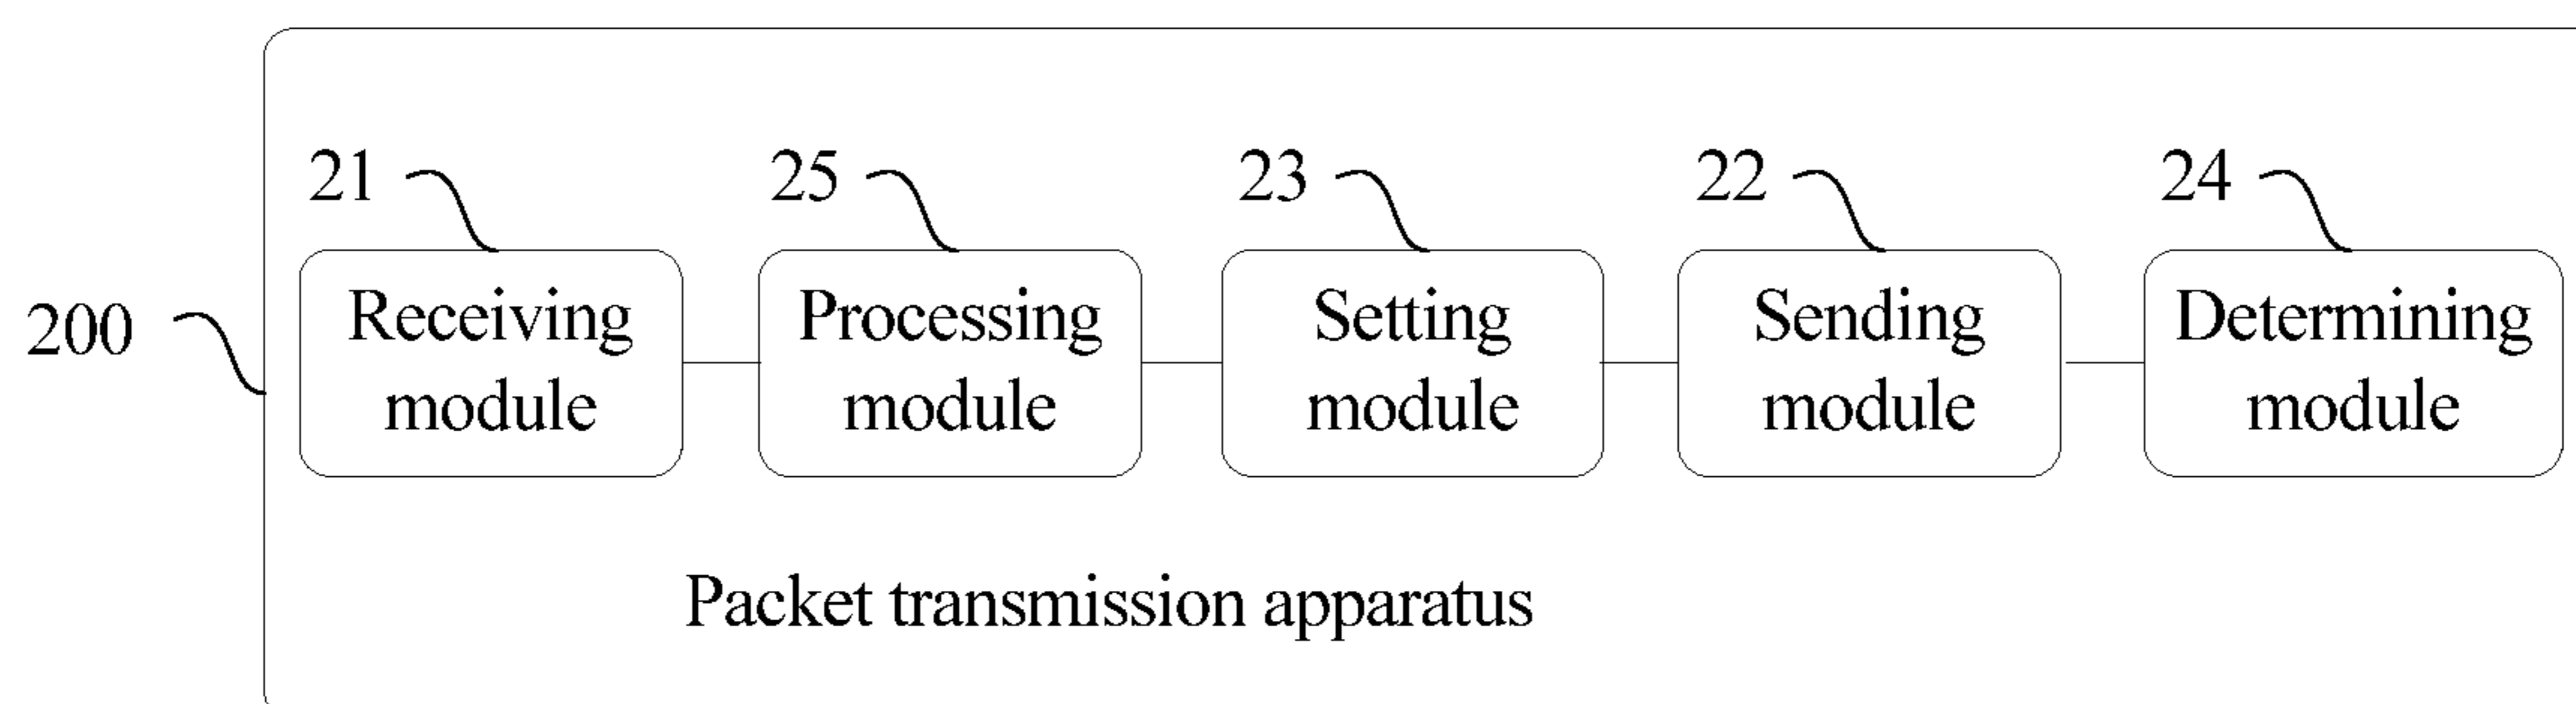 21 25 23 22 24
200
Receiving module
Processing module
Setting module
Sending module
Determining module
Packet transmission apparatus